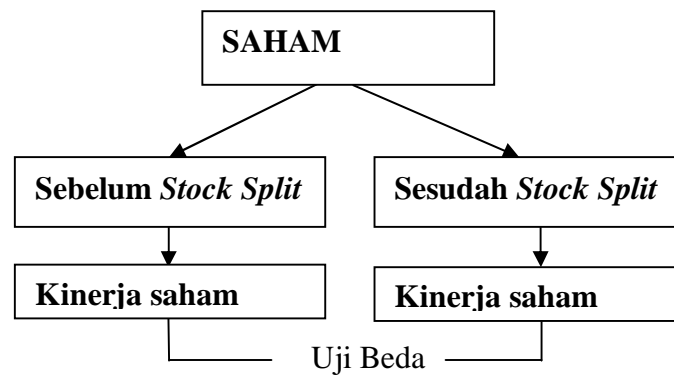 SAHAM
Sebelum Stock Split
Sesudah Stock Split
Kinerja saham
Kinerja saham
Uji Beda